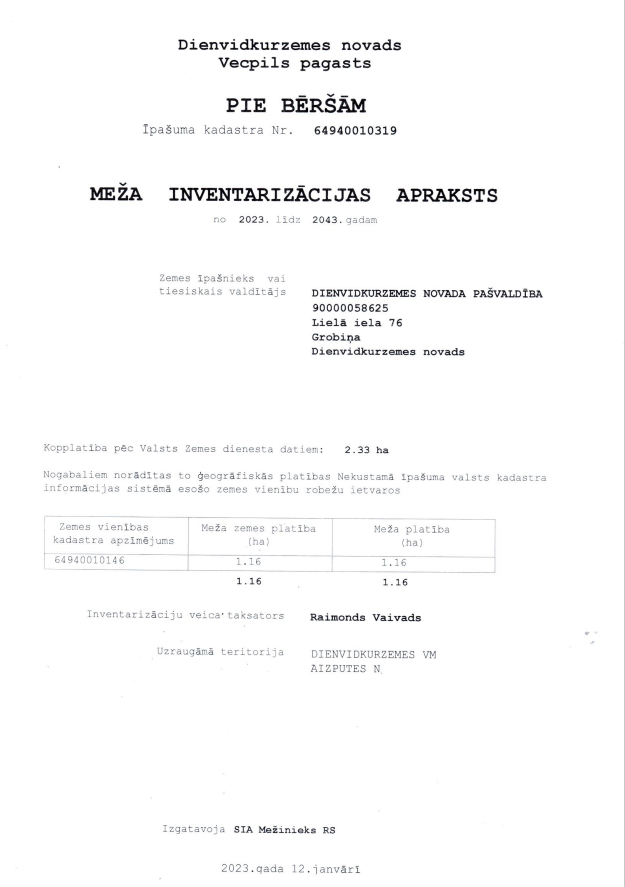 Dienvidkurzemes novads
Vecpils pagasts
PIE BĒRŠĀM
Īpašuma kadastra Nr. 64940010319
MEŽA INVENTARIZĀCIJAS APRAKSTS
no 2023. līdz 2043.gadam
Zemes īpašnieks vai
tiesiskais valdītājs
DIENVIDKURZEMES NOVADA PAŠVALDĪBA
90000058625
Lielā iela 76
Grobiņa
Dienvidkurzemes novads
Kopplatība pēc Valsts Zemes dienesta datiem: 2.33 ha
Nogabaliem norādītas to ģeogrāfiskās platības Nekustamā īpašuma valsts kadastra
informācijas sistēmā esošo zemes vienību robežu ietvaros
Zemes vienības
kadastra apzīmējums
Meža zemes platība
(ha)
Meža platība
(ha)
64940010146 1.16 1.16
1.16 1.16
Inventarizāciju veica taksators Raimonds Vaivads
Uzraugāmā teritorija DIENVIDKURZEMES VM
AIZPUTES N
Izgatavoja SIA Mežinieks RS
2023.gada 12.janvārī